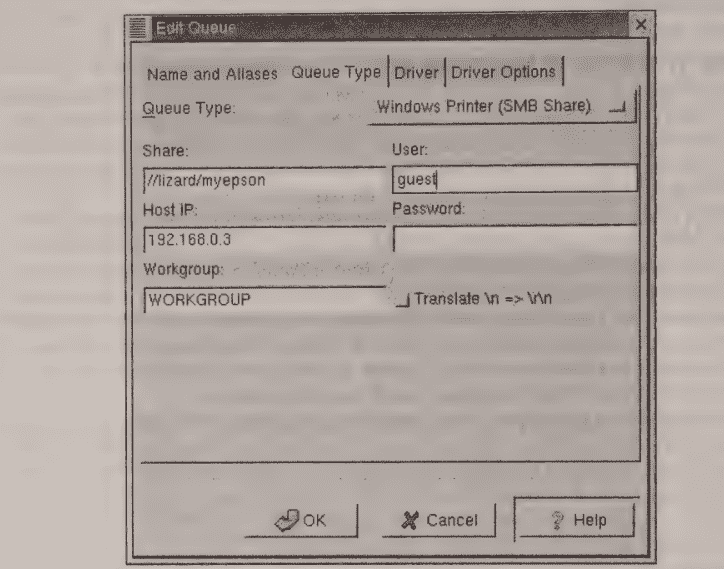 Edit Queue
Name and Aliases Queue Type Driver Driver Options
Queue Type: Windows Printer (SMB Share)
Share: User:
//lizard/myepson guest
Host IP: Password:
192.168.0.3
Workgroup:
WORKGROUP Translate \n => \r\n
OK Cancel Help